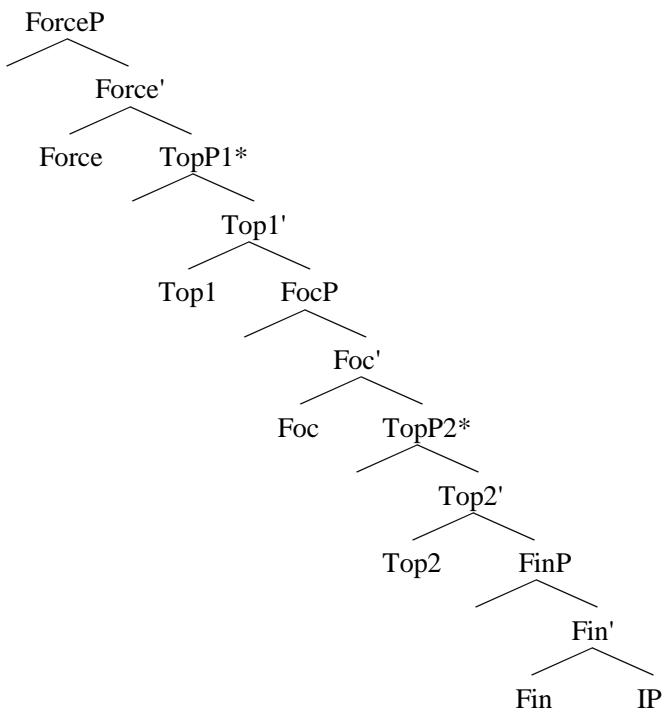 ForceP
Force'
Force TopP1*
Top1'
Top1 FocP
Foc'
Foc TopP2*
Top2'
Top2 FinP
Fin'
Fin IP